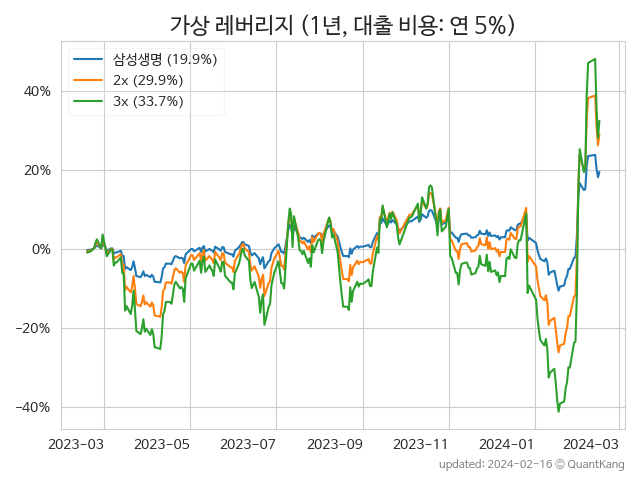 가상 레버리지 (1년, 대출 비용: 연 5%)
삼성생명 (19.9%)
2x (29.9%)
3x (33.7%)
40%
20%
0%
−20%
−40%
2023-03 2023-05 2023-07 2023-09 2023-11 2024-01 2024-03
updated: 2024-02-16 © QuantKang